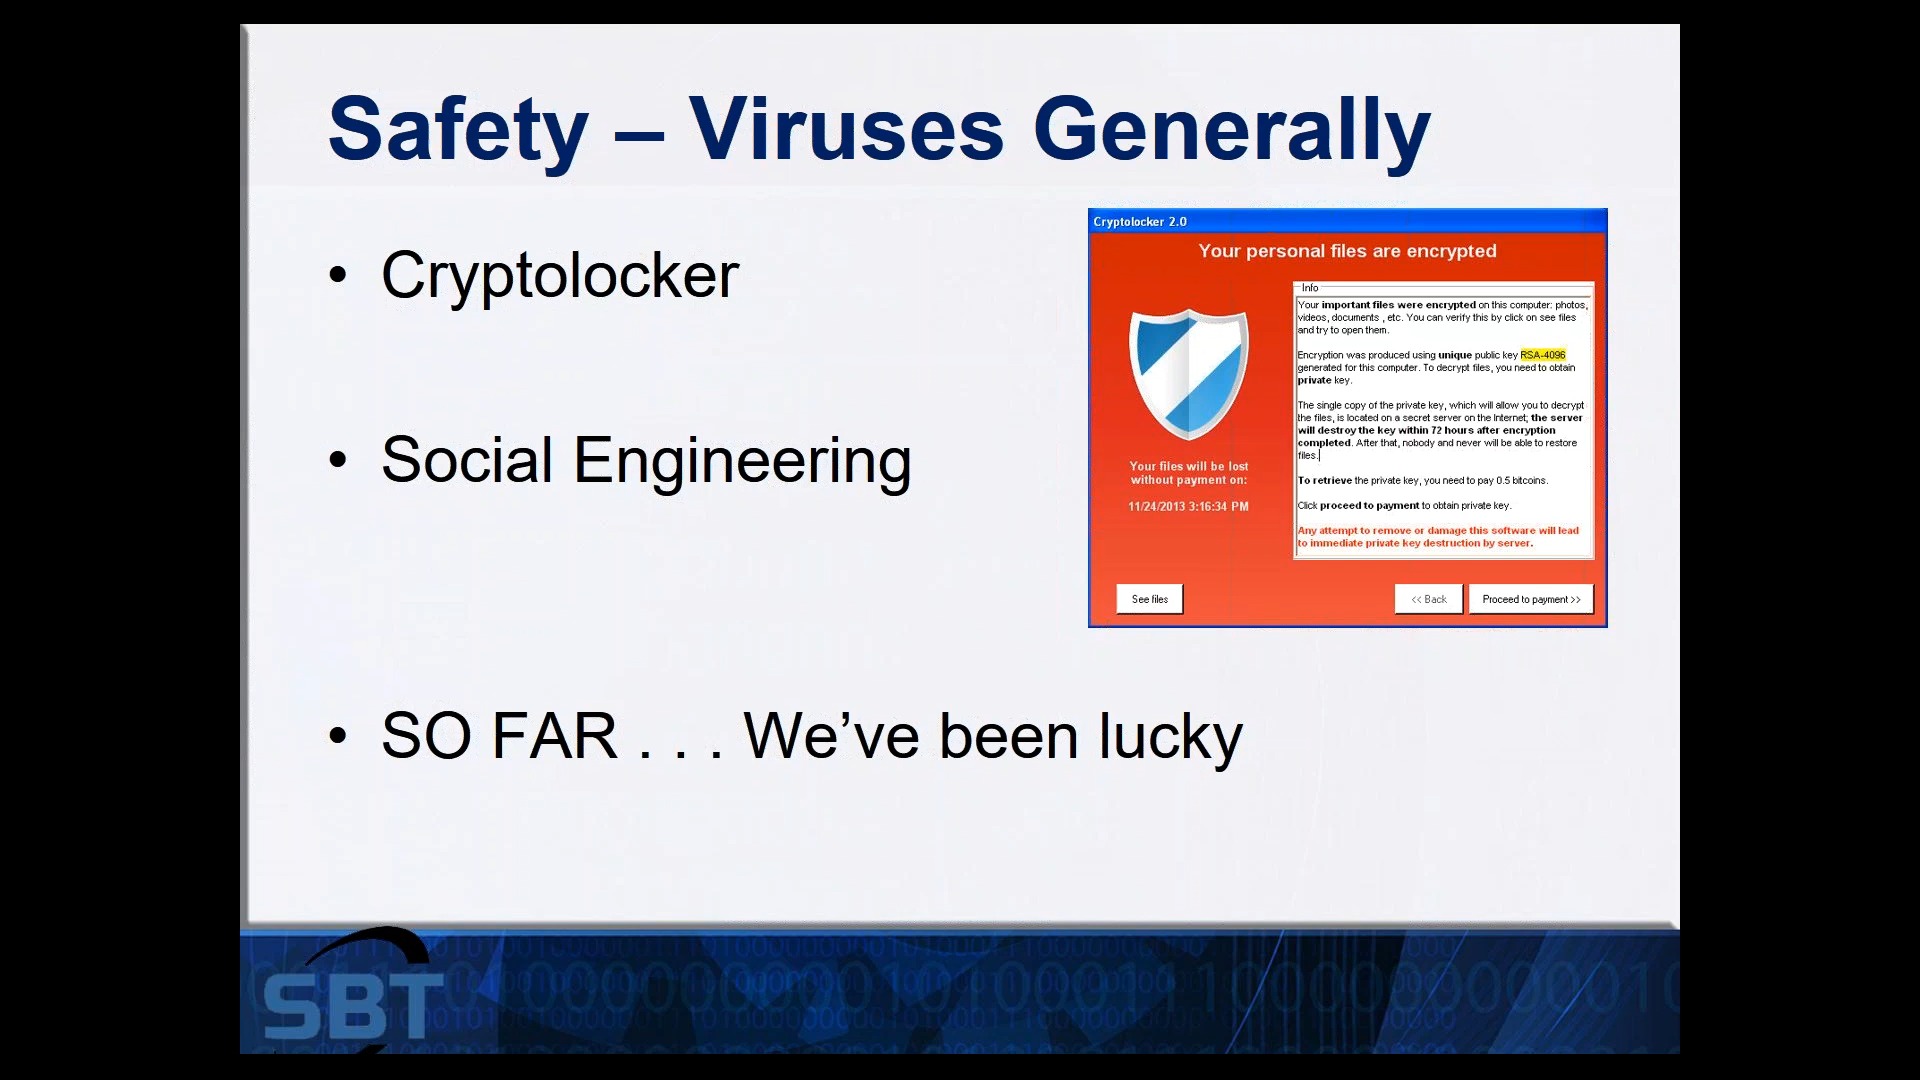 Safety – Viruses Generally
• Cryptolocker
• Social Engineering
• SO FAR . . . We’ve been lucky
Cryptolocker 2.0
Your personal files are encrypted
Your files will be lost
without payment on:
11/24/2013 3:16:34 PM
Info
Your important files were encrypted on this computer: photos,
videos, documents , etc. You can verify this by click on see files
and try to open them.
Encryption was produced using unique public key RSA-4096
generated for this computer. To decrypt files, you need to obtain
private key.
The single copy of the private key, which will allow you to decrypt
the files, is located on a secret server on the Internet; the server
will destroy the key within 72 hours after encryption
completed. After that, nobody and never will be able to restore
files.
To retrieve the private key, you need to pay 0.5 bitcoins.
Click proceed to payment to obtain private key.
Any attempt to remove or damage this software will lead
to immediate private key destruction by server.
See files
<< Back
Proceed to payment >>
SBT